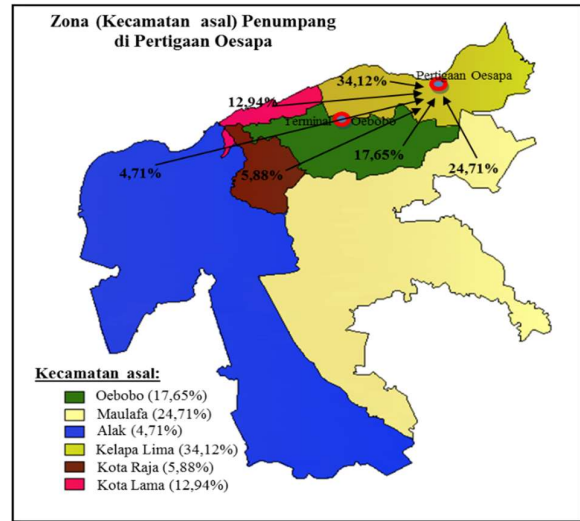 Zona (Kecamatan asal) Penumpang
di Pertigaan Oesapa
34,12%
Pertigaan Oesapa
12,94%
Terminal Oebobo
4,71%
5,88%
17,65%
24,71%
Kecamatan asal:
Oebobo (17,65%)
Maulafa (24,71%)
Alak (4,71%)
Kelapa Lima (34,12%)
Kota Raja (5,88%)
Kota Lama (12,94%)